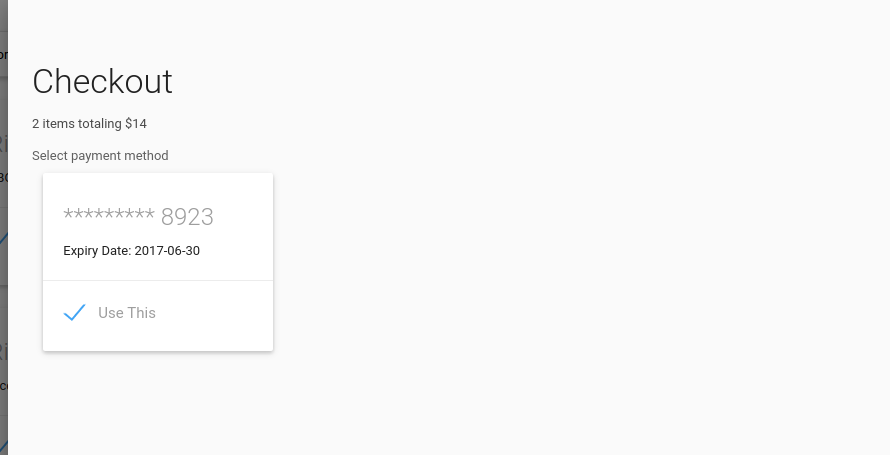 Checkout
2 items totaling $14
Select payment method
********* 8923
Expiry Date: 2017-06-30
Use This